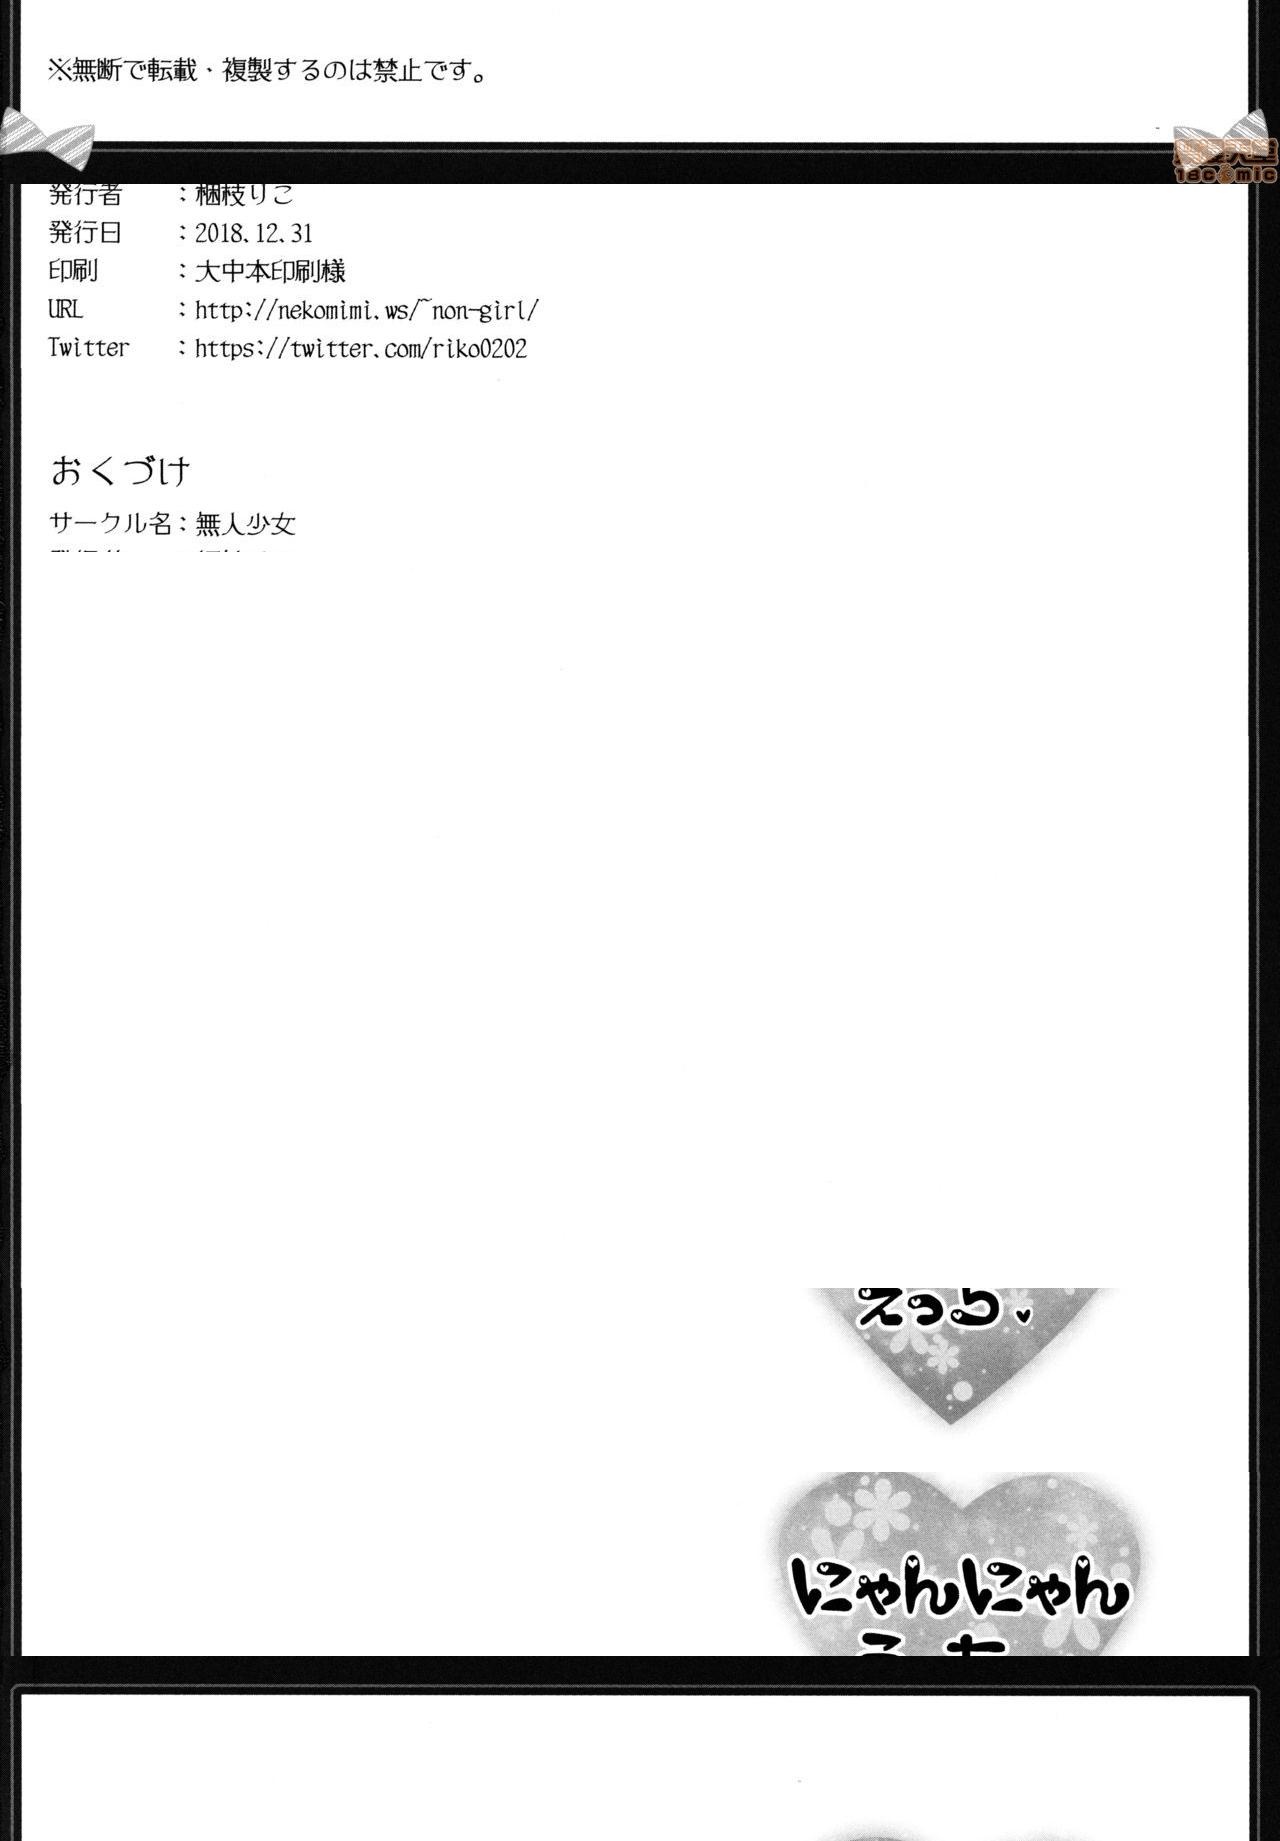 ※無断で転載、複製するのは禁止です。
18comic
発行者 ：梱枝りこ
発行日 ：2018.12.31
印刷 ：大中本印刷様
URL ：http://nekomimi.ws/~non-girl/
Twitter ：https://twitter.com/riko0202
おくづけ
サークル名：無人少女
えっち♥
にゃんにゃん